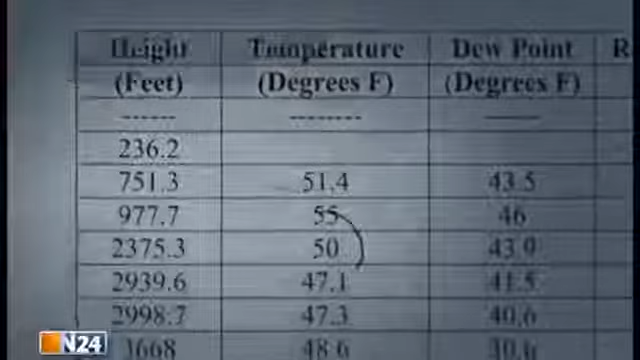 Height Temperature Dew Point R
(Feet) (Degrees F) (Degrees F)
------ -------- -----
236.2
751.3 51.4 43.5
977.7 55 46
2375.3 50 43.9
2939.6 47.1 41.5
2998.7 47.3 40.6
3668 48.6
N24